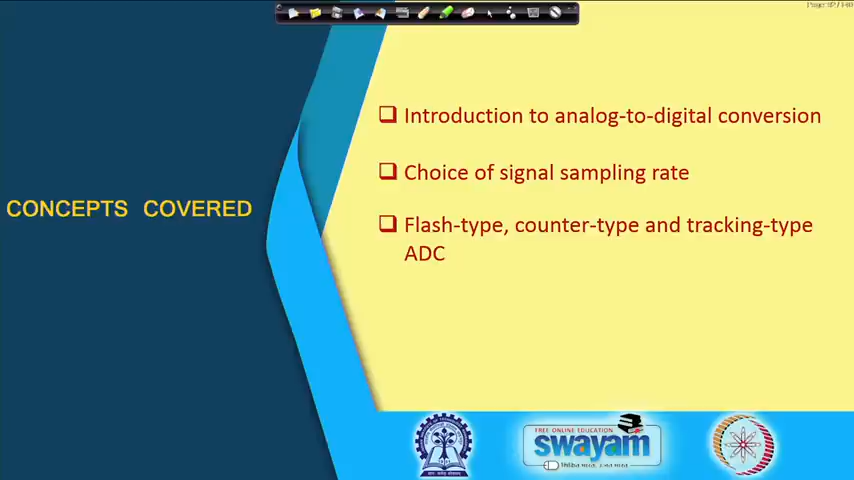 CONCEPTS COVERED
Introduction to analog-to-digital conversion
Choice of signal sampling rate
Flash-type, counter-type and tracking-type
ADC
FREE ONLINE EDUCATION
swayam